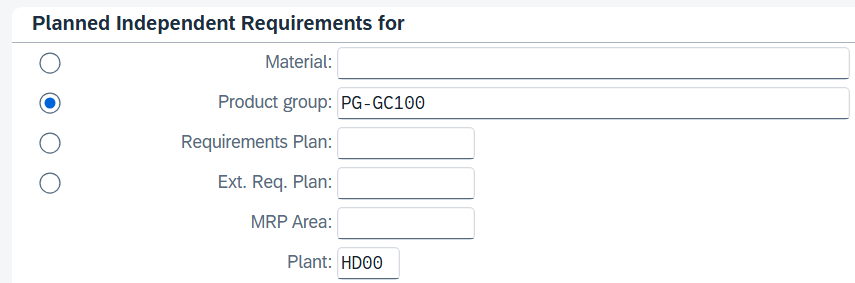 Planned Independent Requirements for
Material:
Product group: PG-GC100
Requirements Plan:
Ext. Req. Plan:
MRP Area:
Plant: HD00